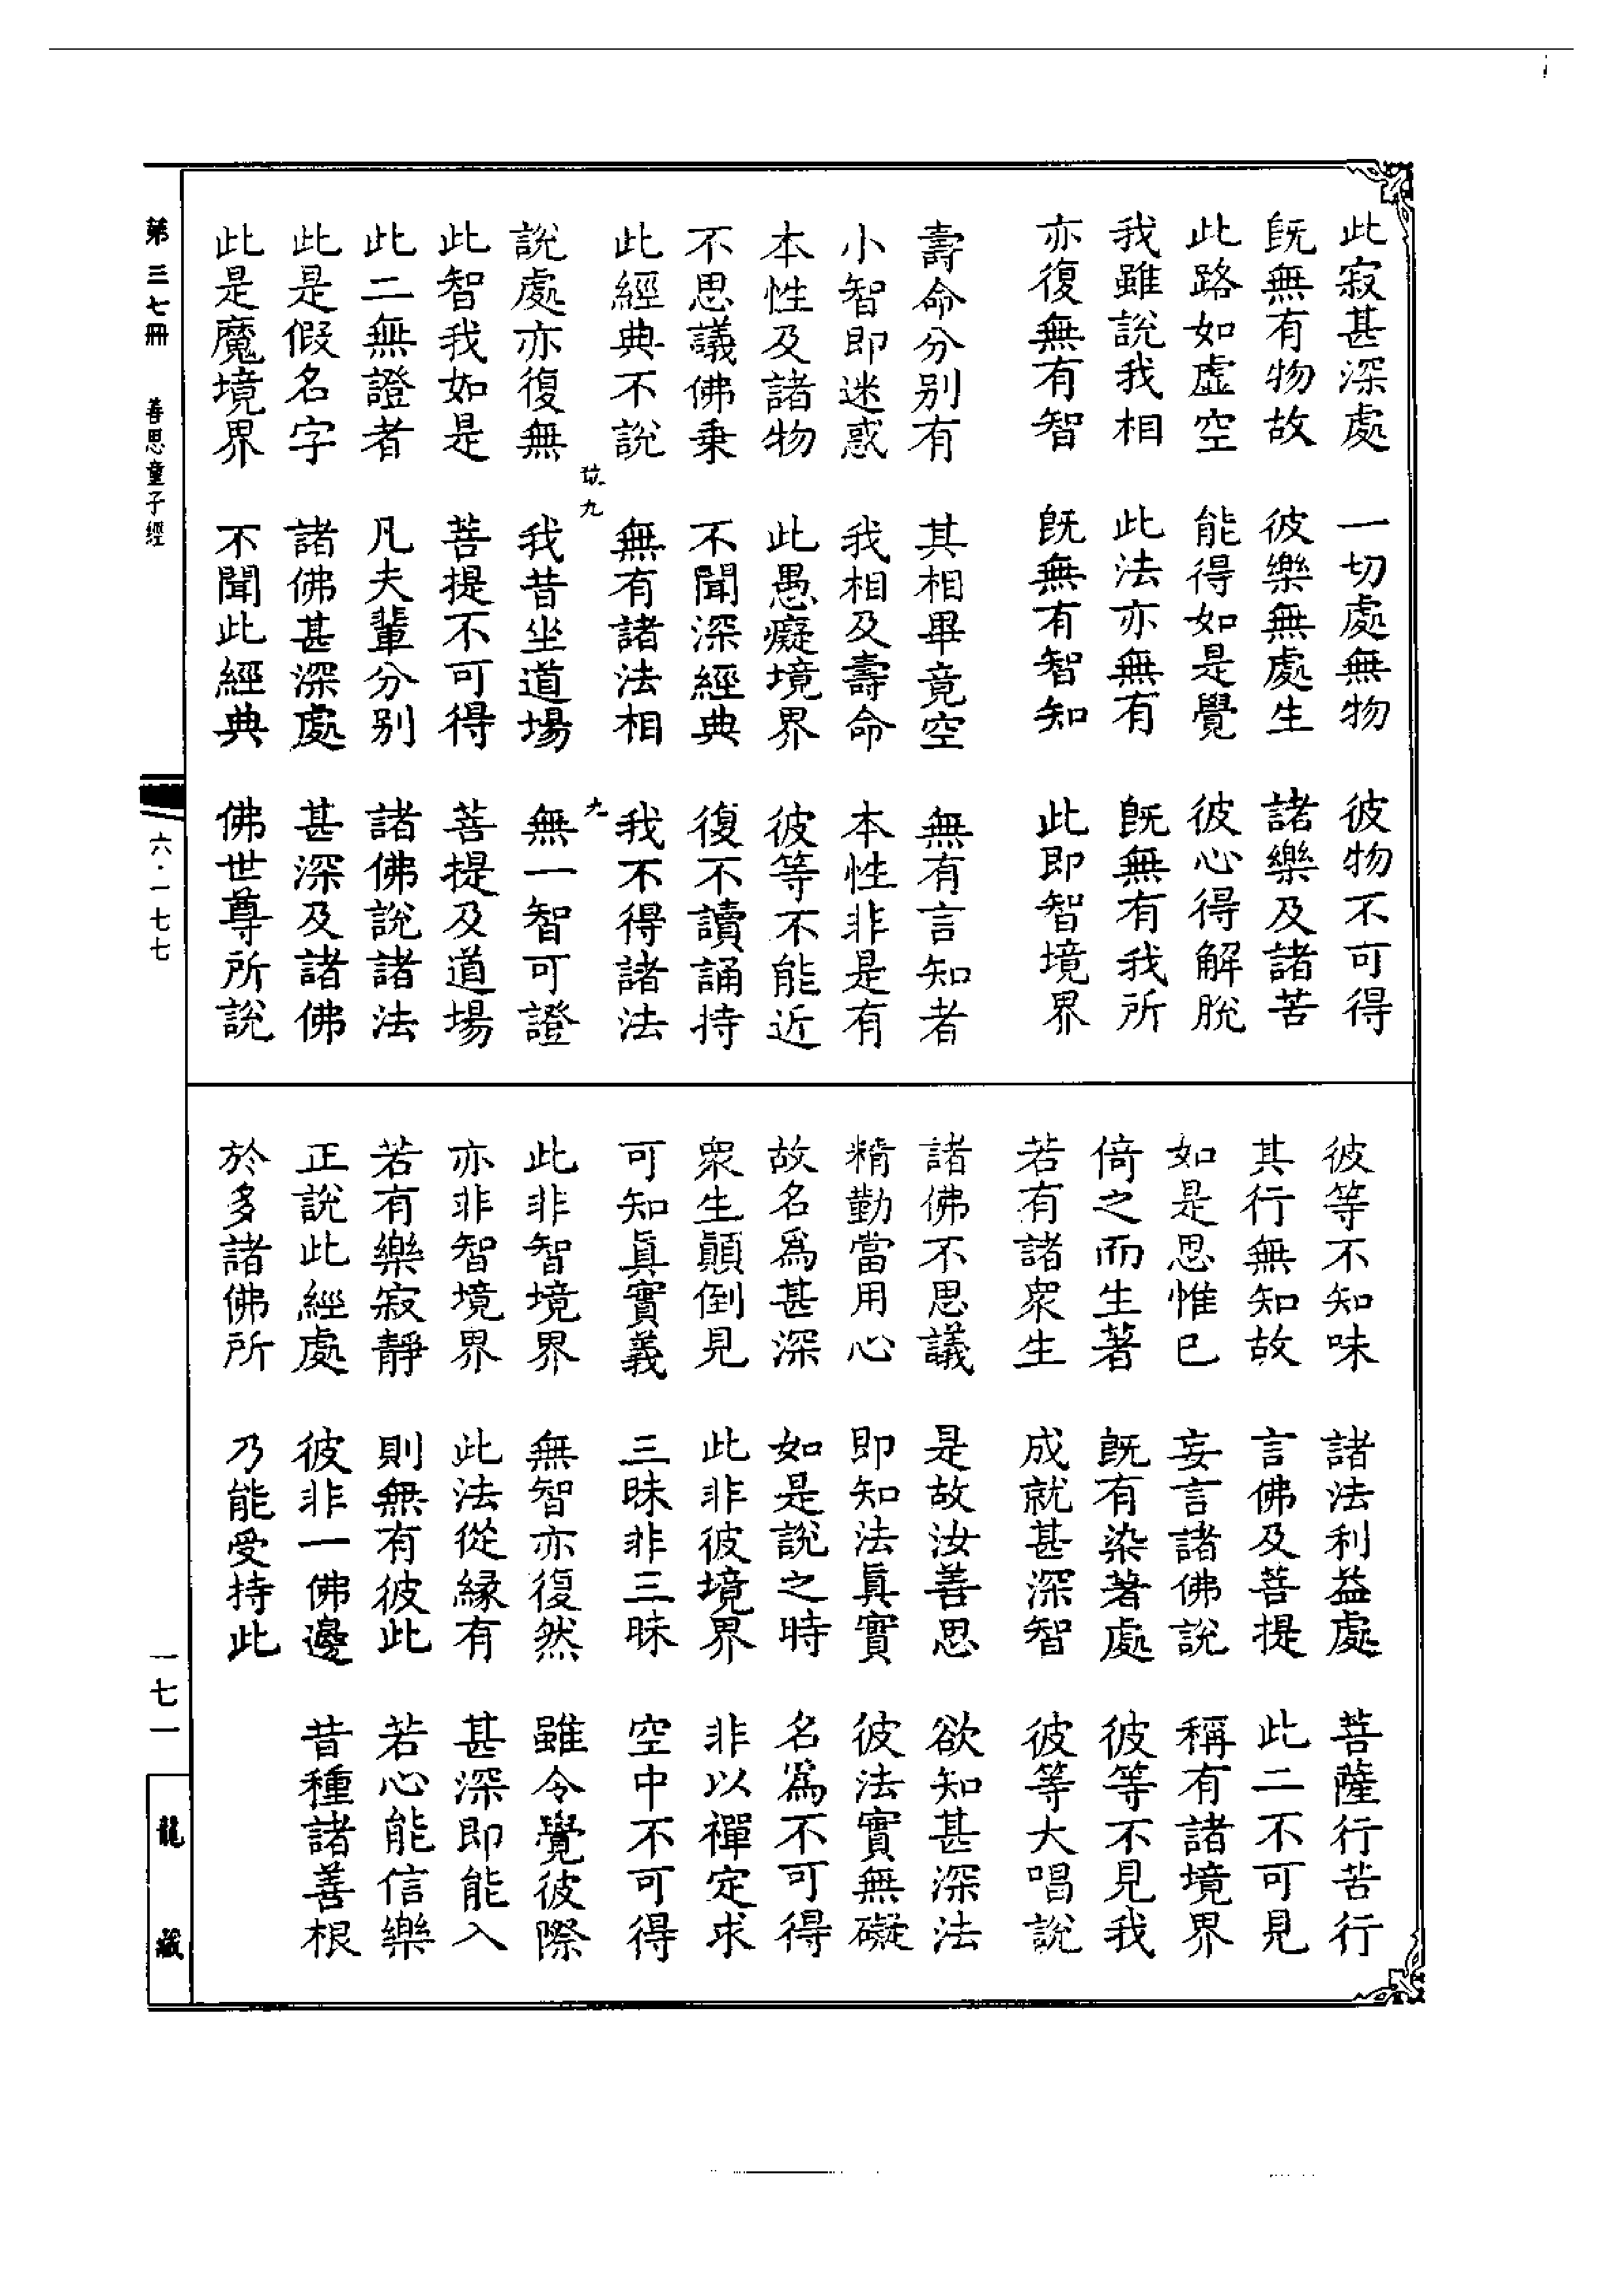 此寂甚深處　一切處無物　彼物不可得
既無有物故　彼樂無處生　諸樂及諸苦
此路如虛空　能得如是覺　彼心得解脫
我雖說我相　此法亦無有　既無有我所
亦復無有智　既無有智知　此即智境界
壽命分别有　其相畢竟空　無有言知者
小智即迷惑　我相及壽命　本性非是有
本性及諸物　此愚癡境界　彼等不能近
不思議佛乗　不聞深經典　復不讀誦持
此經典不說　無有諸法相　我不得諸法
九
九
說處亦復無　我昔坐道場　無一智可證
此智我如是　菩提不可得　菩提及道場
此二無證者　凡夫輩分别　諸佛說諸法
此是假名字　諸佛甚深處　甚深及諸佛
此是魔境界　不聞此經典　佛世尊所說
彼等不知味　諸法利益處　菩薩行苦行
其行無知故　言佛及菩提　此二不可見
如是思惟已　妄言諸佛說　稱有諸境界
倚之而生著　既有染著處　彼等不見我
若有諸衆生　成就甚深智　彼等大唱說
諸佛不思議　是故汝善思　欲知甚深法
精勤當用心　即知法眞實　彼法實無礙
故名爲甚深　如是說之時　名爲不可得
衆生顚倒見　此非彼境界　非以禪定求
可知眞實義　三昧非三昧　空中不可得
此非智境界　無智亦復然　雖令覺彼際
亦非智境界　此法從緣有　甚深即能入
若有樂寂靜　則無有彼此　若心能信樂
正說此經處　彼非一佛邊　昔種諸善根
於多諸佛所　乃能受持此
第三七冊　善思童子經
六·一七七
一七一
龍藏